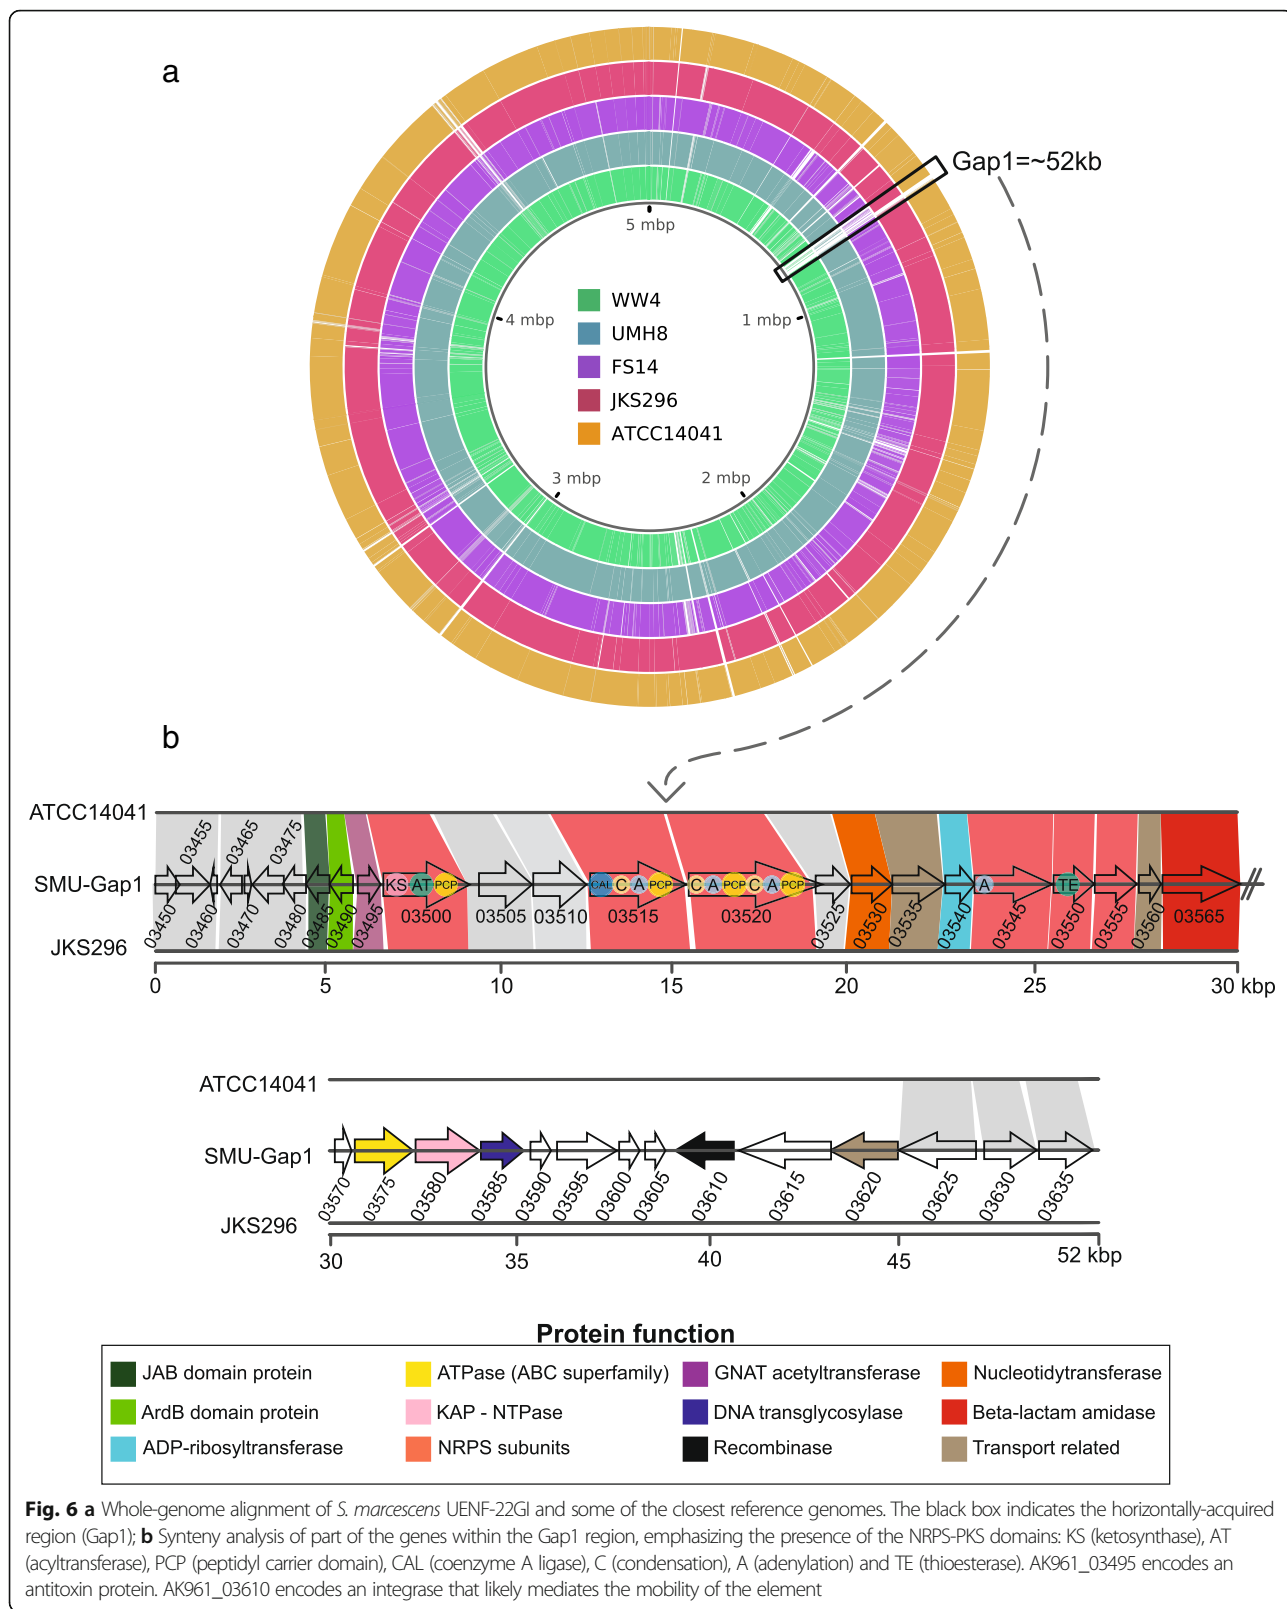 a
Gap1=~52kb
5 mbp
1 mbp
2 mbp
3 mbp
4 mbp
WW4
UMH8
FS14
JKS296
ATCC14041
b
ATCC14041
03455
03465
03475
SMU-Gap1
KS AT PCP
CAL C A PCP
C A PCP C A PCP
A
TE
03450
03460
03470
03480
03485
03490
03495
03500
03505
03510
03515
03520
03525
03530
03535
03540
03545
03550
03555
03560
03565
JKS296
0 5 10 15 20 25 30 kbp
ATCC14041
SMU-Gap1
03570
03575
03580
03585
03590
03595
03600
03605
03610
03615
03620
03625
03630
03635
JKS296
30 35 40 45 52 kbp
Protein function
JAB domain protein
ATPase (ABC superfamily)
GNAT acetyltransferase
Nucleotidytransferase
ArdB domain protein
KAP - NTPase
DNA transglycosylase
Beta-lactam amidase
ADP-ribosyltransferase
NRPS subunits
Recombinase
Transport related
Fig. 6 a Whole-genome alignment of S. marcescens UENF-22GI and some of the closest reference genomes. The black box indicates the horizontally-acquired
region (Gap1); b Synteny analysis of part of the genes within the Gap1 region, emphasizing the presence of the NRPS-PKS domains: KS (ketosynthase), AT
(acyltransferase), PCP (peptidyl carrier domain), CAL (coenzyme A ligase), C (condensation), A (adenylation) and TE (thioesterase). AK961_03495 encodes an
antitoxin protein. AK961_03610 encodes an integrase that likely mediates the mobility of the element